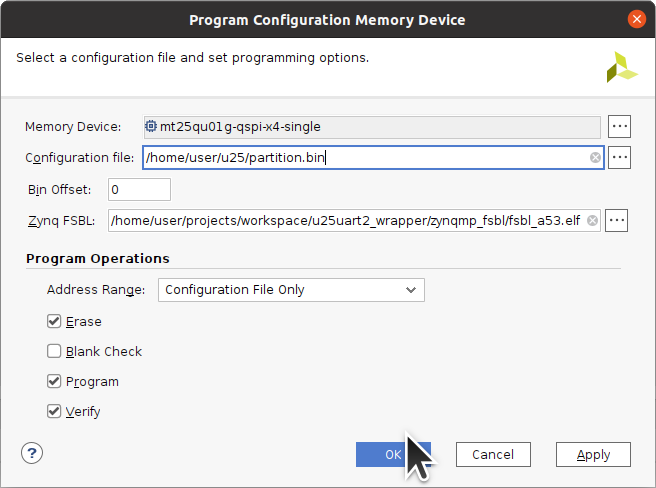 Program Configuration Memory Device
Select a configuration file and set programming options.
Memory Device: mt25qu01g-qspi-x4-single ...
Configuration file: /home/user/u25/partition.bin ...
Bin Offset: 0
Zynq FSBL: /home/user/projects/workspace/u25uart2_wrapper/zynqmp_fsbl/fsbl_a53.elf ...
Program Operations
Address Range: Configuration File Only
Erase
Blank Check
Program
Verify
? OK Cancel Apply